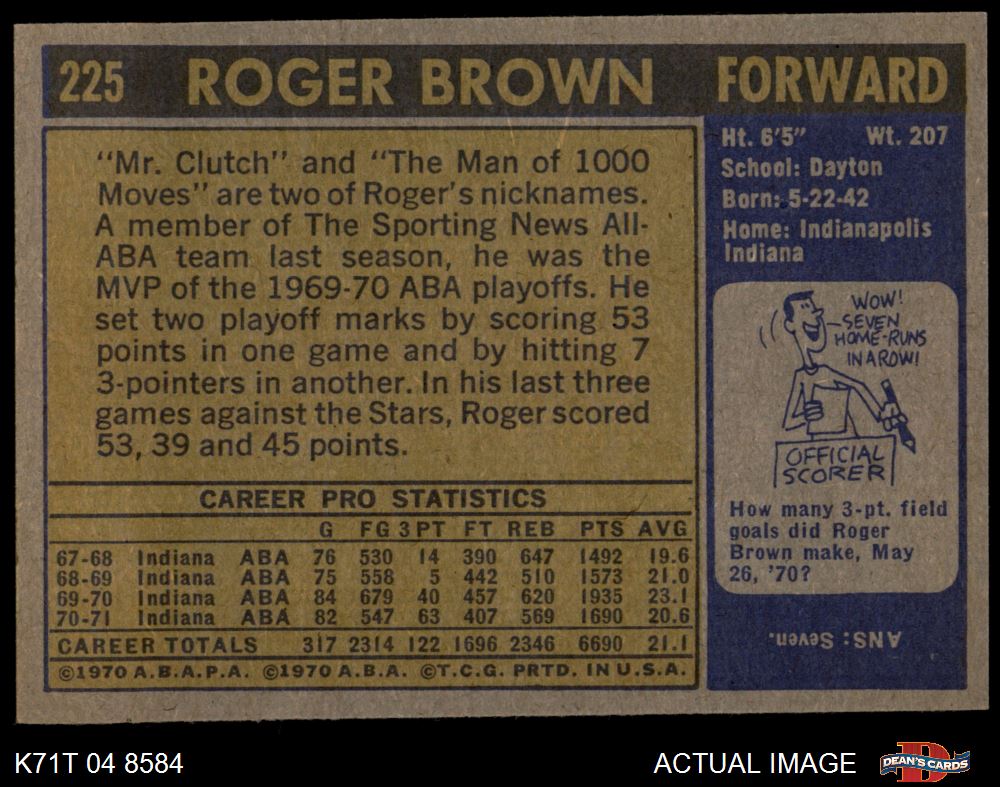 225 ROGER BROWN FORWARD
"Mr. Clutch" and "The Man of 1000
Moves" are two of Roger's nicknames.
A member of The Sporting News All-
ABA team last season, he was the
MVP of the 1969-70 ABA playoffs. He
set two playoff marks by scoring 53
points in one game and by hitting 7
3-pointers in another. In his last three
games against the Stars, Roger scored
53, 39 and 45 points.
CAREER PRO STATISTICS
G FG 3PT FT REB PTS AVG
67-68 Indiana ABA 76 530 14 390 647 1492 19.6
68-69 Indiana ABA 75 558 5 442 510 1573 21.0
69-70 Indiana ABA 84 679 40 457 620 1935 23.1
70-71 Indiana ABA 82 547 63 407 569 1690 20.6
CAREER TOTALS 317 2314 122 1696 2346 6690 21.1
©1970 A.B.A.P.A. ©1970 A.B.A. ©T.C.G. PRTD. IN U.S.A.
Ht. 6'5" Wt. 207
School: Dayton
Born: 5-22-42
Home: Indianapolis
Indiana
WOW!
SEVEN
HOME-RUNS
IN A ROW!
OFFICIAL
SCORER
How many 3-pt. field
goals did Roger
Brown make, May
26, '70?
ANS: Seven.
K71T 04 8584 ACTUAL IMAGE
D
DEAN'S CARDS